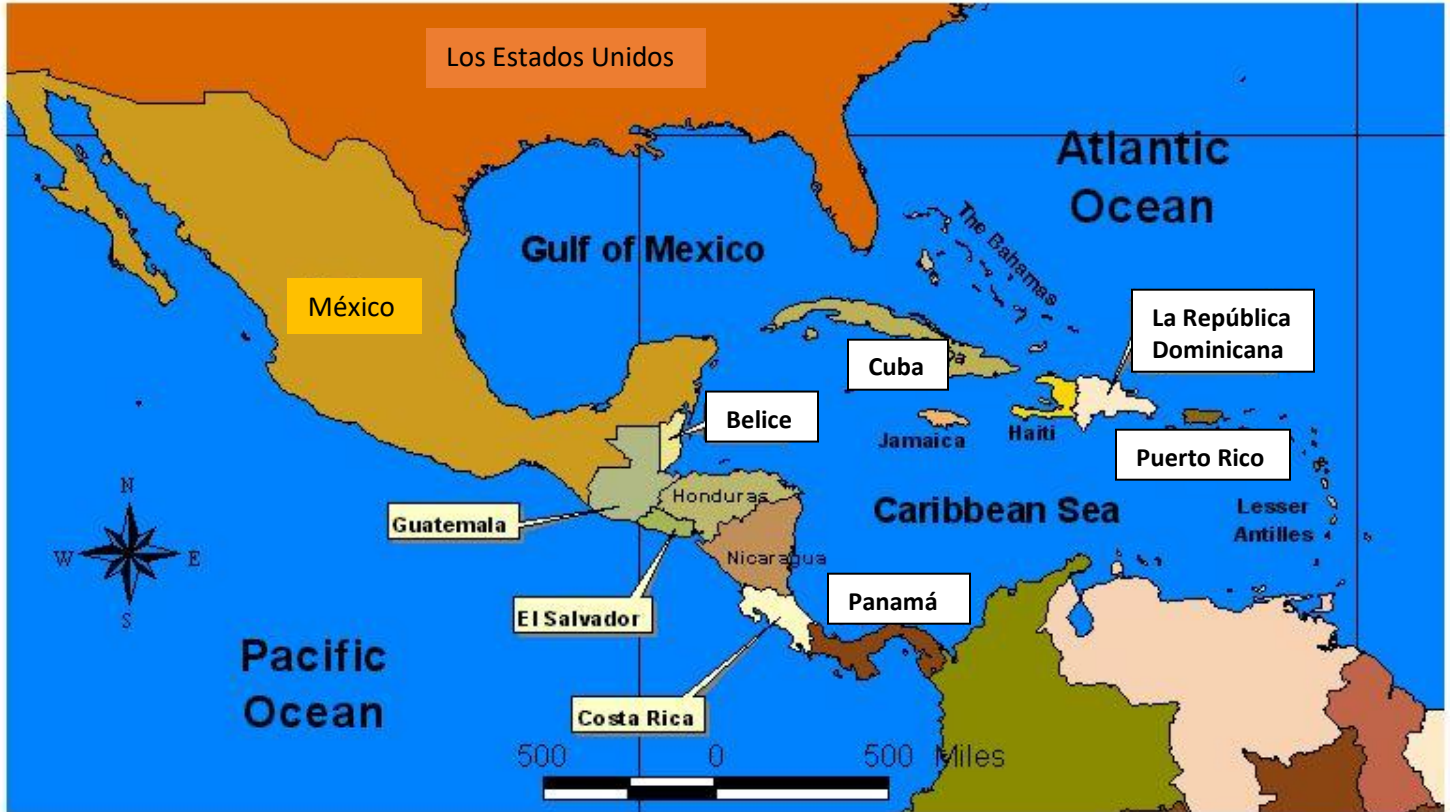 Los Estados Unidos
Atlantic
Ocean
The Bahamas
Gulf of Mexico
México
La República
Dominicana
Cuba
Belice
Jamaica
Haiti
Puerto Rico
Honduras
Caribbean Sea
Lesser
Antilles
Guatemala
N
W
E
S
Nicaragua
El Salvador
Panamá
Pacific
Ocean
Costa Rica
500 0 500 Miles